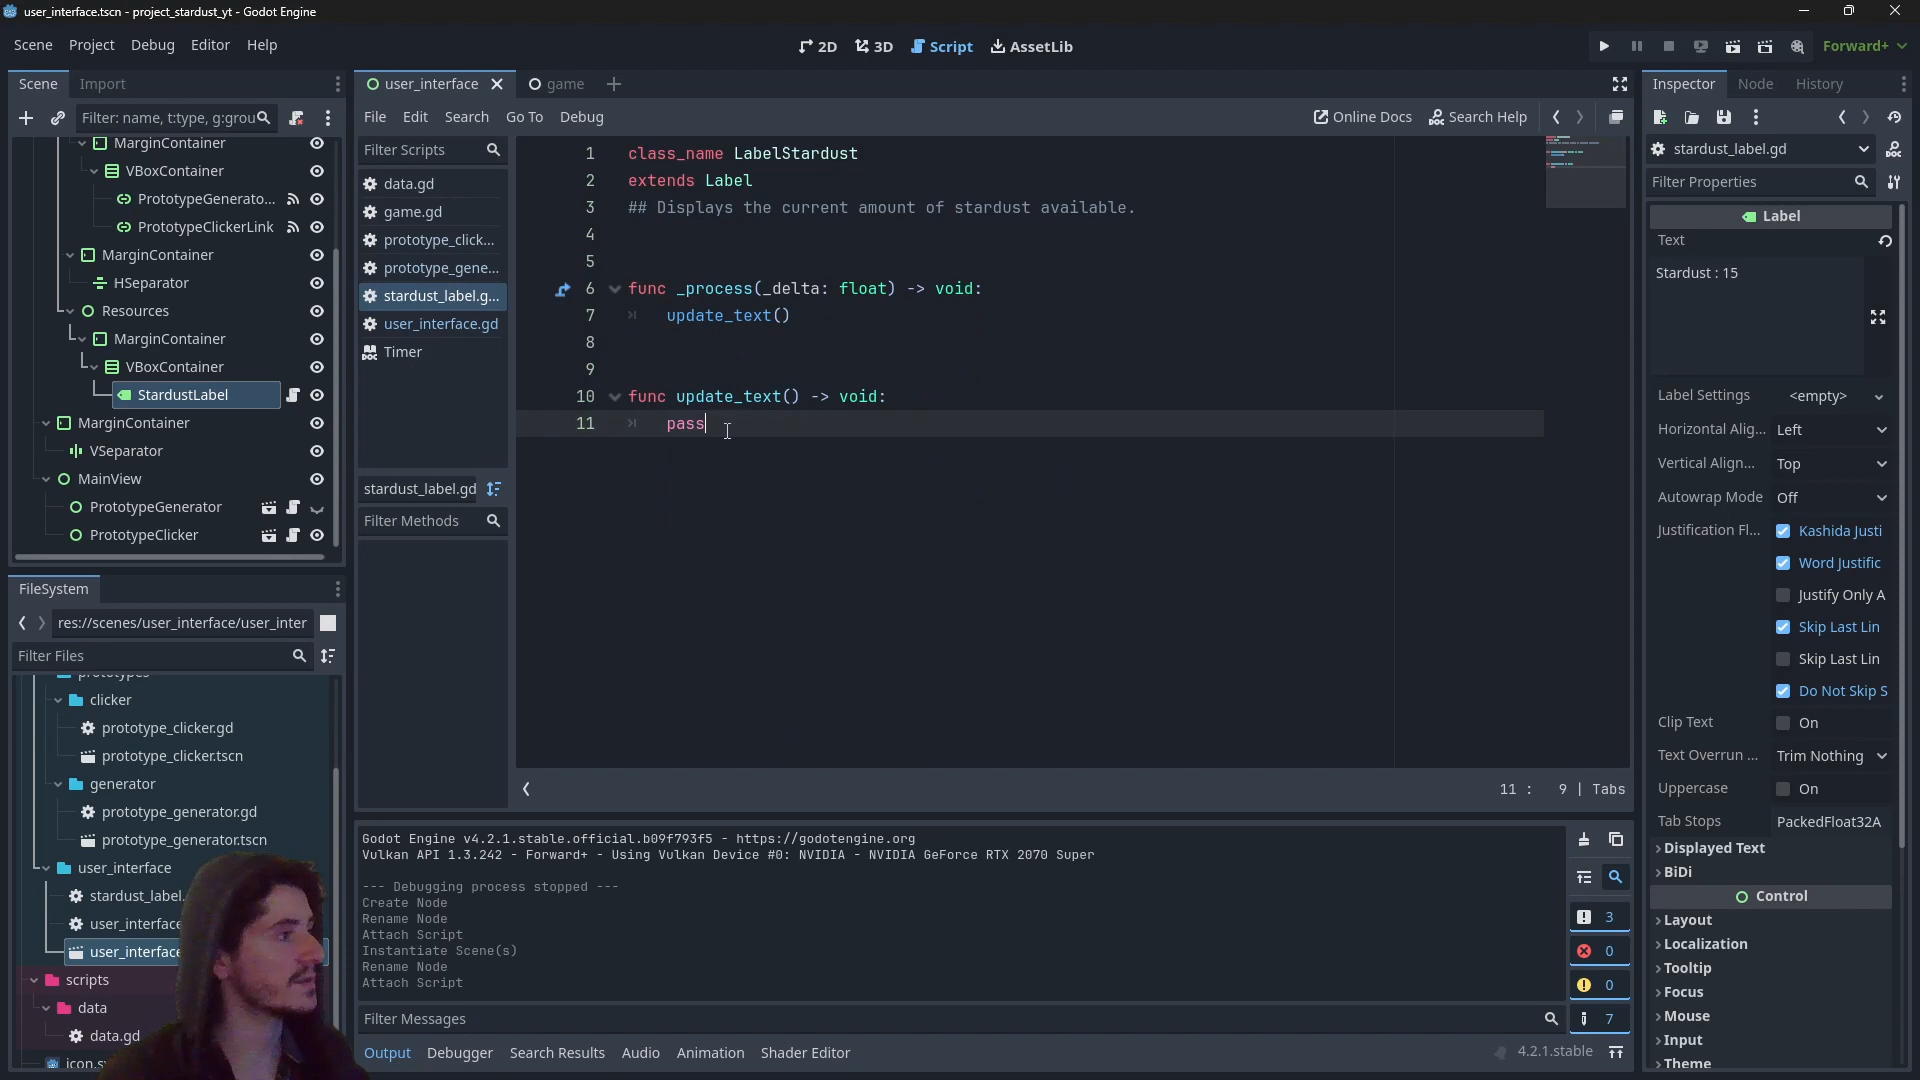 user_interface.tscn - project_stardust_yt - Godot Engine
Scene Project Debug Editor Help
2D 3D Script AssetLib
Forward+
Scene Import
Filter: name, t:type, g:grou
MarginContainer
VBoxContainer
PrototypeGenerato...
PrototypeClickerLink
MarginContainer
HSeparator
Resources
MarginContainer
VBoxContainer
StardustLabel
MarginContainer
VSeparator
MainView
PrototypeGenerator
PrototypeClicker
FileSystem
res://scenes/user_interface/user_inter
Filter Files
prototypes
clicker
prototype_clicker.gd
prototype_clicker.tscn
generator
prototype_generator.gd
prototype_generator.tscn
user_interface
stardust_label.
user_interface
user_interface
scripts
data
data.gd
icon.s
user_interface game
File Edit Search Go To Debug
Online Docs Search Help
Filter Scripts
data.gd
game.gd
prototype_click...
prototype_gene...
stardust_label.g...
user_interface.gd
Timer
stardust_label.gd
Filter Methods
1 class_name LabelStardust
2 extends Label
3 ## Displays the current amount of stardust available.
4
5
6 func _process(_delta: float) -> void:
7 update_text()
8
9
10 func update_text() -> void:
11 pass
11 : 9 | Tabs
Godot Engine v4.2.1.stable.official.b09f793f5 - https://godotengine.org
Vulkan API 1.3.242 - Forward+ - Using Vulkan Device #0: NVIDIA - NVIDIA GeForce RTX 2070 Super
--- Debugging process stopped ---
Create Node
Rename Node
Attach Script
Instantiate Scene(s)
Rename Node
Attach Script
3
0
0
7
Filter Messages
Output Debugger Search Results Audio Animation Shader Editor
4.2.1.stable
Inspector Node History
stardust_label.gd
Filter Properties
Label
Text
Stardust : 15
Label Settings <empty>
Horizontal Alig... Left
Vertical Align... Top
Autowrap Mode Off
Justification Fl... Kashida Justi
Word Justific
Justify Only A
Skip Last Lin
Skip Last Lin
Do Not Skip S
Clip Text On
Text Overrun ... Trim Nothing
Uppercase On
Tab Stops PackedFloat32A
Displayed Text
BiDi
Control
Layout
Localization
Tooltip
Focus
Mouse
Input
Theme